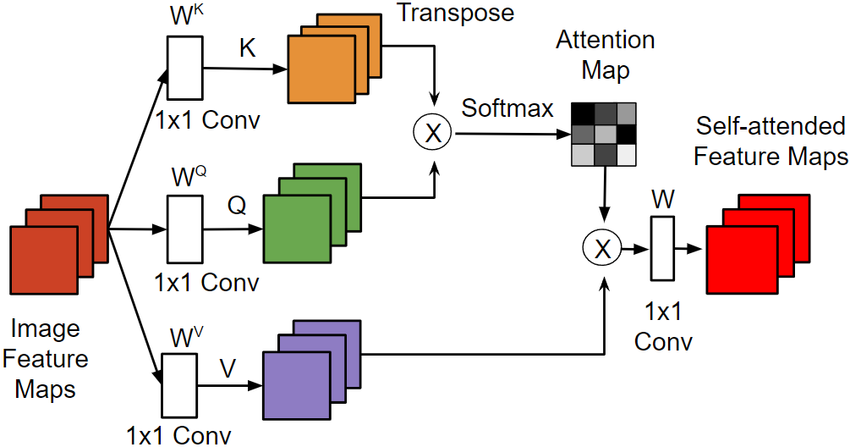 W^K
K
Transpose
1x1 Conv
Attention
Map
Softmax
X
Self-attended
Feature Maps
W^Q
Q
1x1 Conv
W
X
1x1
Conv
Image
Feature
Maps
W^V
V
1x1 Conv